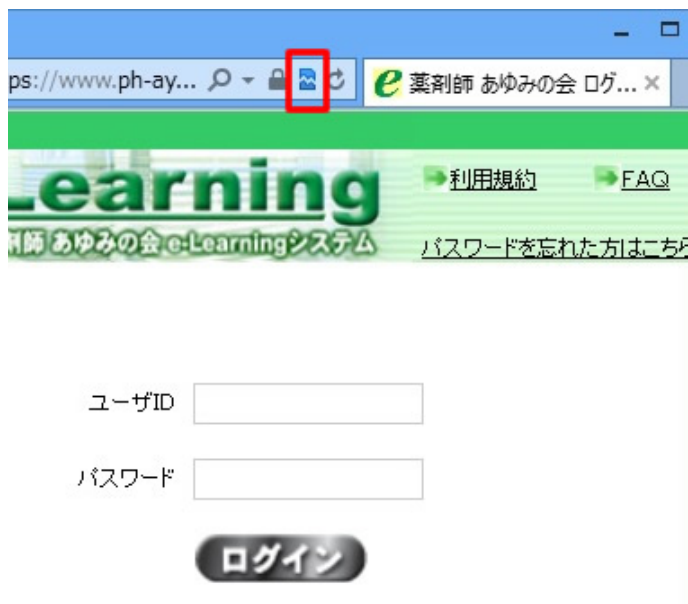 ps://www.ph-ay...
薬剤師 あゆみの会 ログ...
Learning
利用規約
FAQ
剤師 あゆみの会 e-Learningシステム
パスワードを忘れた方はこちら
ユーザID
パスワード
ログイン